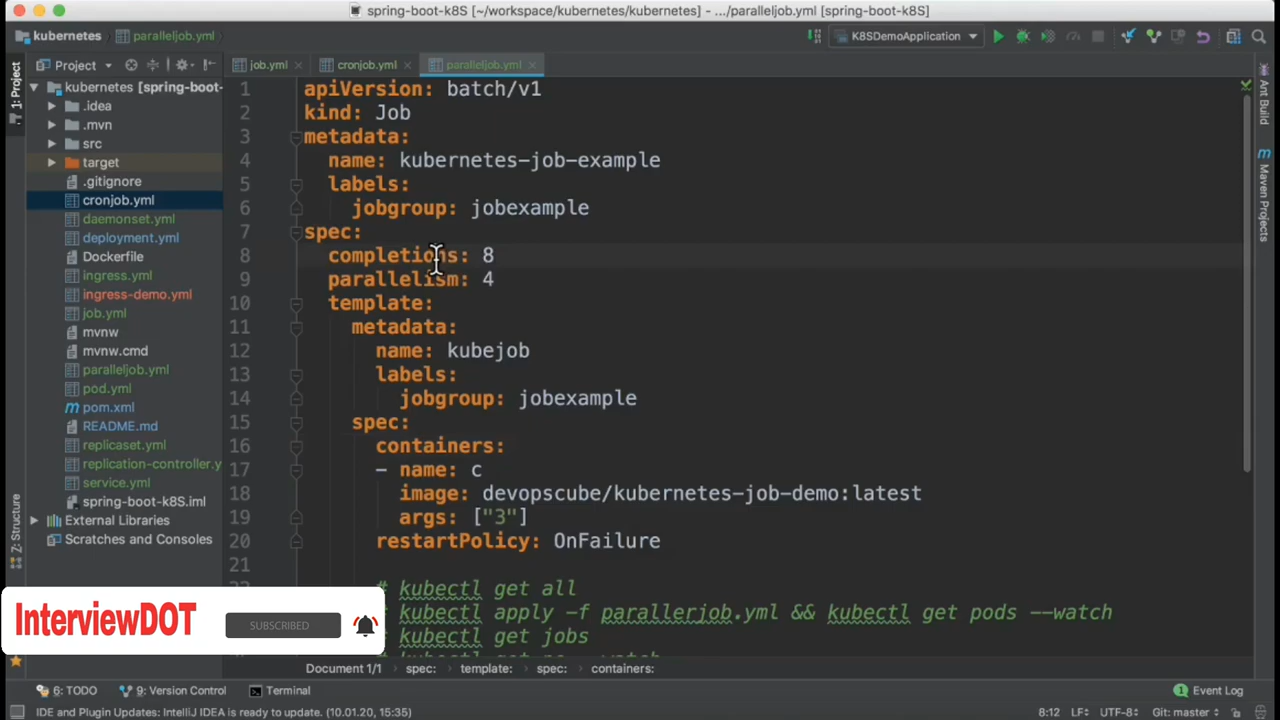 spring-boot-k8S [~/workspace/kubernetes/kubernetes] - .../paralleljob.yml [spring-boot-k8S]
kubernetes
paralleljob.yml
K8SDemoApplication
Project
job.yml
cronjob.yml
paralleljob.yml
1: Project
Z: Structure
Ant Build
Maven Projects
kubernetes [spring-boot-
.idea
.mvn
src
target
.gitignore
cronjob.yml
daemonset.yml
deployment.yml
Dockerfile
ingress.yml
ingress-demo.yml
job.yml
mvnw
mvnw.cmd
paralleljob.yml
pod.yml
pom.xml
README.md
replicaset.yml
replication-controller.y
service.yml
spring-boot-k8S.iml
External Libraries
Scratches and Consoles
1 apiVersion: batch/v1
2 kind: Job
3 metadata:
4 name: kubernetes-job-example
5 labels:
6 jobgroup: jobexample
7 spec:
8 completions: 8
9 parallelism: 4
10 template:
11 metadata:
12 name: kubejob
13 labels:
14 jobgroup: jobexample
15 spec:
16 containers:
17 - name: c
18 image: devopscube/kubernetes-job-demo:latest
19 args: ["3"]
20 restartPolicy: OnFailure
21
# kubectl get all
# kubectl apply -f parallerjob.yml && kubectl get pods --watch
# kubectl get jobs
InterviewDOT
SUBSCRIBED
Document 1/1
spec:
template:
spec:
containers:
6: TODO
9: Version Control
Terminal
1 Event Log
IDE and Plugin Updates: IntelliJ IDEA is ready to update. (10.01.20, 15:35)
8:12
LF
UTF-8
Git: master